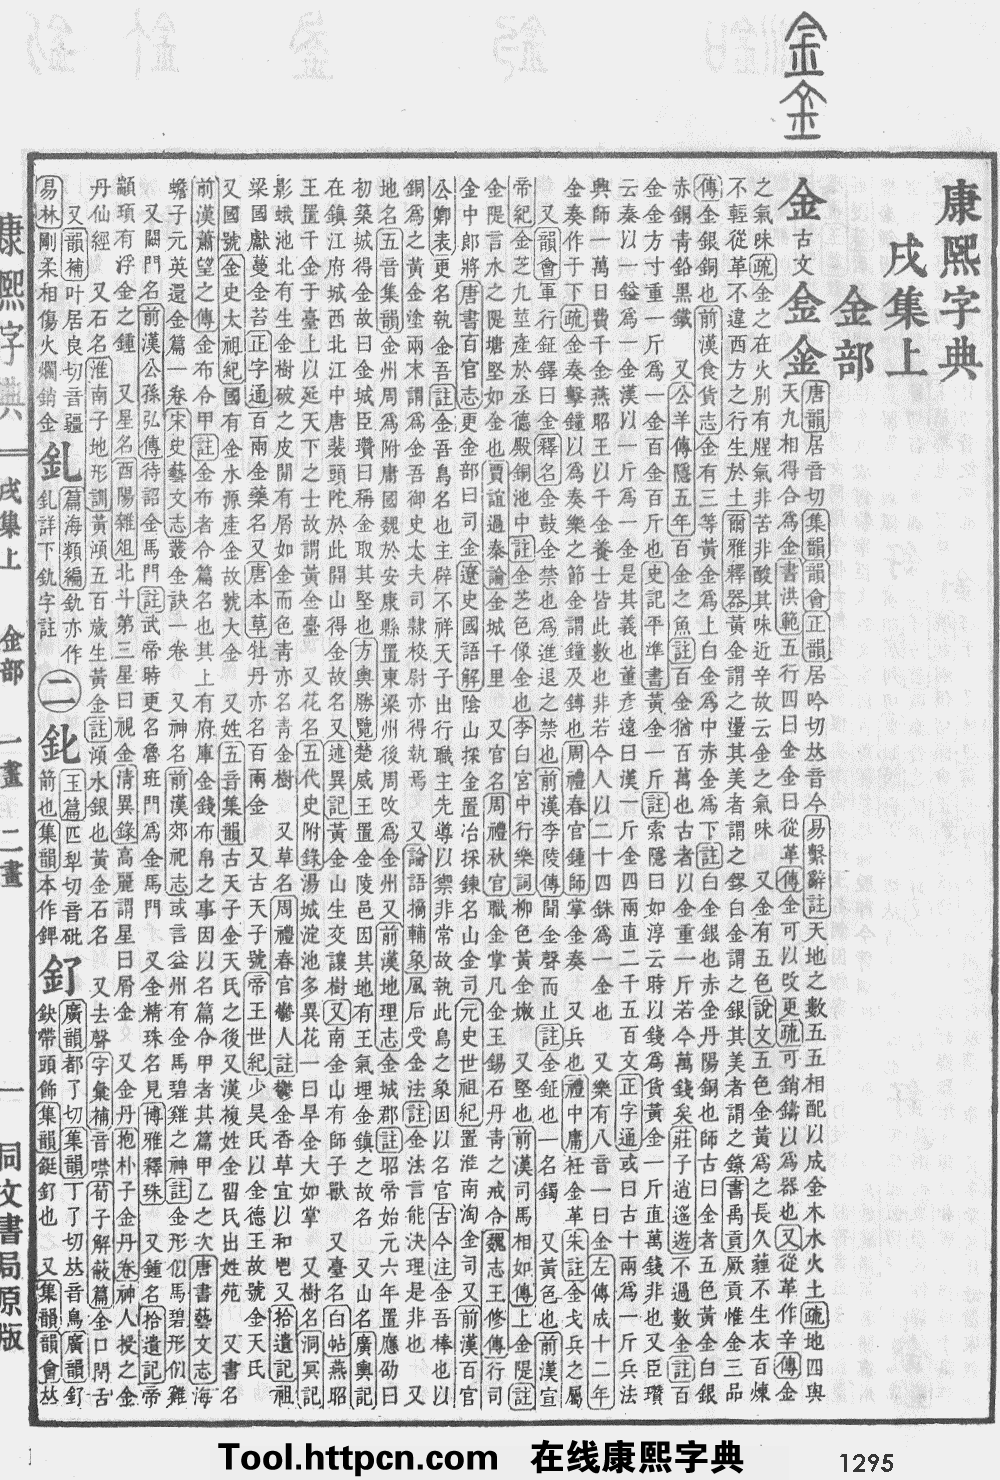 康熙字典
戌集上
金部
金古文
唐韻居音切集韻韻會正韻居吟切𠀤音今易繫辭註天地之數五五相配以成金木水火土疏地四與
天九相得合爲金書洪範五行四曰金金曰從革傳金可以改更疏可銷鑄以爲器也又從革作辛傳金
之氣味疏金之在火別有腥氣非苦非酸其味近辛故云金之氣味 又金有五色說文五色金黃爲之長久薶不生衣百煉
不輕從革不違西方之行生於土爾雅釋器黃金謂之璗其美者謂之鏐白金謂之銀其美者謂之鐐書禹貢厥貢惟金三品
傳金銀銅也前漢食貨志金有三等黃金爲上白金爲中赤金爲下註白金銀也赤金丹陽銅也師古曰金者五色黃金白銀
赤銅靑鉛黑鐵 又公羊傳隱五年百金之魚註百金猶百萬也古者以金重一斤若今萬錢矣莊子逍遙遊不過數金註百
金金方寸重一斤爲一金百金百斤也史記平準書黃金一斤註索隱曰如淳云時以錢爲貨黃金一斤直萬錢非也又臣瓚
云秦以一鎰爲一金漢以一斤爲一金是其義也董彥遠曰漢一斤金四兩直二千五百文正字通或曰古十兩爲一斤兵法
興師一萬日費千金燕昭王以千金養士皆此數也非若今人以二十四銖爲一金也 又樂有八音一曰金左傳成十二年
金奏作于下疏金奏擊鐘以爲奏樂之節金謂鐘及鎛也周禮春官鍾師掌金奏 又兵也禮中庸衽金革朱註金戈兵之屬
又韻會軍行鉦鐸曰金釋名金鼓金禁也爲進退之禁也前漢李陵傳聞金聲而止註金鉦也一名鐲 又黃色也前漢宣
帝紀金芝九莖產於丞德殿銅池中註金芝色像金也李白宮中行樂詞柳色黃金嫩 又堅也前漢司馬相如傳上金隄註
金隄言水之隄塘堅如金也賈誼過秦論金城千里 又官名周禮秋官職金掌凡金玉錫石丹靑之戒令魏志王修傳行司
金中郎將唐書百官志更金部曰司金遼史國語解陰山採金置冶採鍊名山金司元史世祖紀置淮南淘金司又前漢百官
公卿表更名執金吾註金吾鳥名也主辟不祥天子出行職主先導以禦非常故執此鳥之象因以名官古今注金吾棒也以
銅爲之黃金塗兩末謂爲金吾御史大夫司隸校尉亦得執焉 又論語摘輔象風后受金法註金法言能決理是非也 又
地名五音集韻金州周爲附庸國魏於安康縣置東梁州後周改爲金州又前漢地理志金城郡註昭帝始元六年置應劭曰
初築城得金故曰金城臣瓚曰稱金取其堅也方輿勝覽楚威王置金陵邑因其地有王氣埋金鎮之故名 又山名廣輿記
在鎭江府城西北江中唐裴頭陀於此開山得金故名又述異記黃金山生交讓樹又南金山有師子獸 又臺名白帖燕昭
王置千金于臺上以延天下之士故謂黃金臺 又花名五代史附錄湯城淀池多異花一曰旱金大如掌 又樹名洞冥記
影娥池北有生金樹破之皮閒有屑如金而色靑亦名靑金樹 又草名周禮春官鬱人註鬱金香草宜以和鬯又拾遺記祖
梁國獻蔓金苔正字通百兩金藥名又唐本草牡丹亦名百兩金 又古天子號帝王世紀少昊氏以金德王故號金天氏
又國號金史太祖紀國有金水源產金故號大金 又姓五音集韻古天子金天氏之後又漢複姓金留氏出姓苑 又書名
前漢蕭望之傳金布令甲註金布者令篇名也其上有府庫金錢布帛之事因以名篇令甲者其篇甲乙之次唐書藝文志海
蟾子元英還金篇一卷宋史藝文志叢金訣一卷 又神名前漢郊祀志或言益州有金馬碧雞之神註金形似馬碧形似雞
又闕門名前漢公孫弘傳待詔金馬門註武帝時更名魯班門爲金馬門 又金精珠名見博雅釋珠 又鍾名拾遺記帝
顓頊有浮金之鍾 又星名酉陽雜俎北斗第三星曰視金淸異錄高麗謂星曰屑金 又金丹抱朴子金丹卷神人授之金
丹仙經 又石名淮南子地形訓黃澒五百歲生黃金註澒水銀也黃金石名 又去聲字彙補音噤荀子解蔽篇金口閉舌
又韻補叶居良切音疆
易林剛柔相傷火爛銷金
釓
篇海類編釚亦作
釓詳下釚字註
二
釓
玉篇匹犁切音砒
箭也集韻本作錍
釕
廣韻都了切集韻丁了切𠀤音鳥廣韻釕
鈌帶頭飾集韻鋌釕也 又集韻韻會𠀤
康熙字典 戌集上 金部 一畫 二畫 一 同文書局原版
Tool.httpcn.com 在线康熙字典 1295